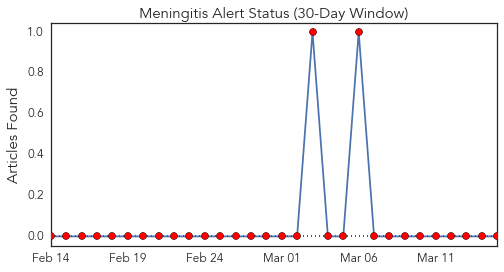 Meningitis Alert Status (30-Day Window)
Articles Found
1.0
0.8
0.6
0.4
0.2
0.0
Feb 14 Feb 19 Feb 24 Mar 01 Mar 06 Mar 11